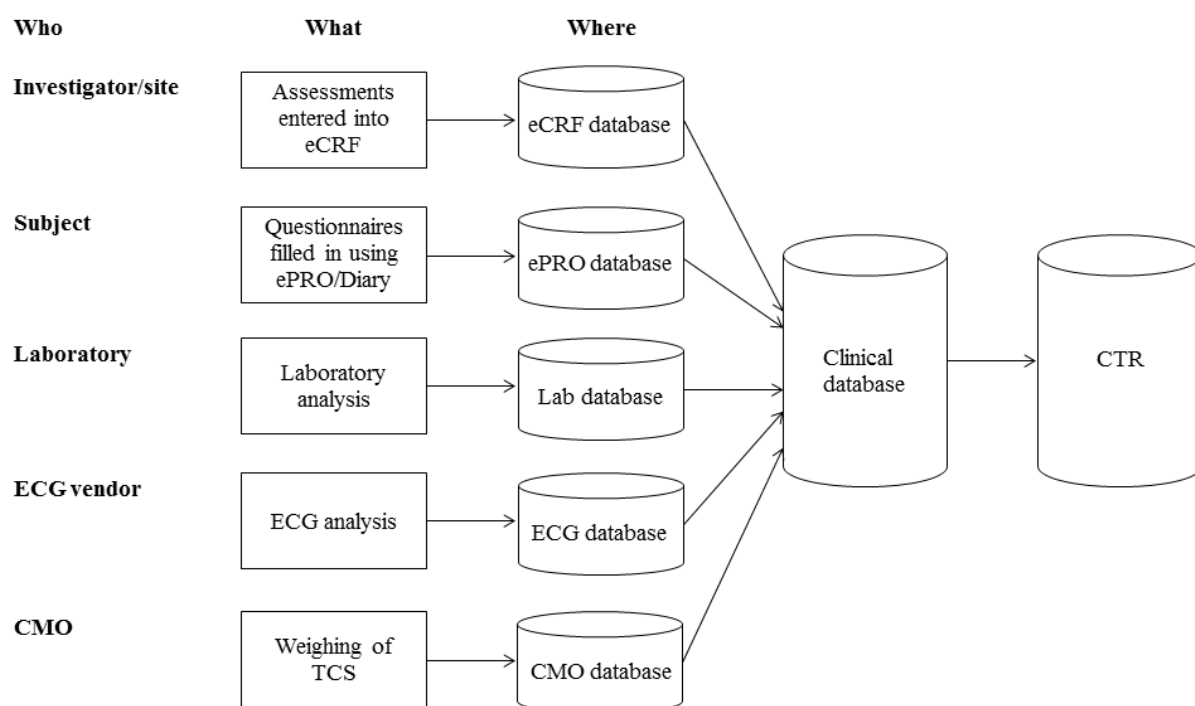 Who What Where
Investigator/site
Assessments
entered into
eCRF
eCRF database
Subject
Questionnaires
filled in using
ePRO/Diary
ePRO database
Laboratory
Laboratory
analysis
Lab database
ECG vendor
ECG analysis
ECG database
CMO
Weighing of
TCS
CMO database
Clinical
database
CTR